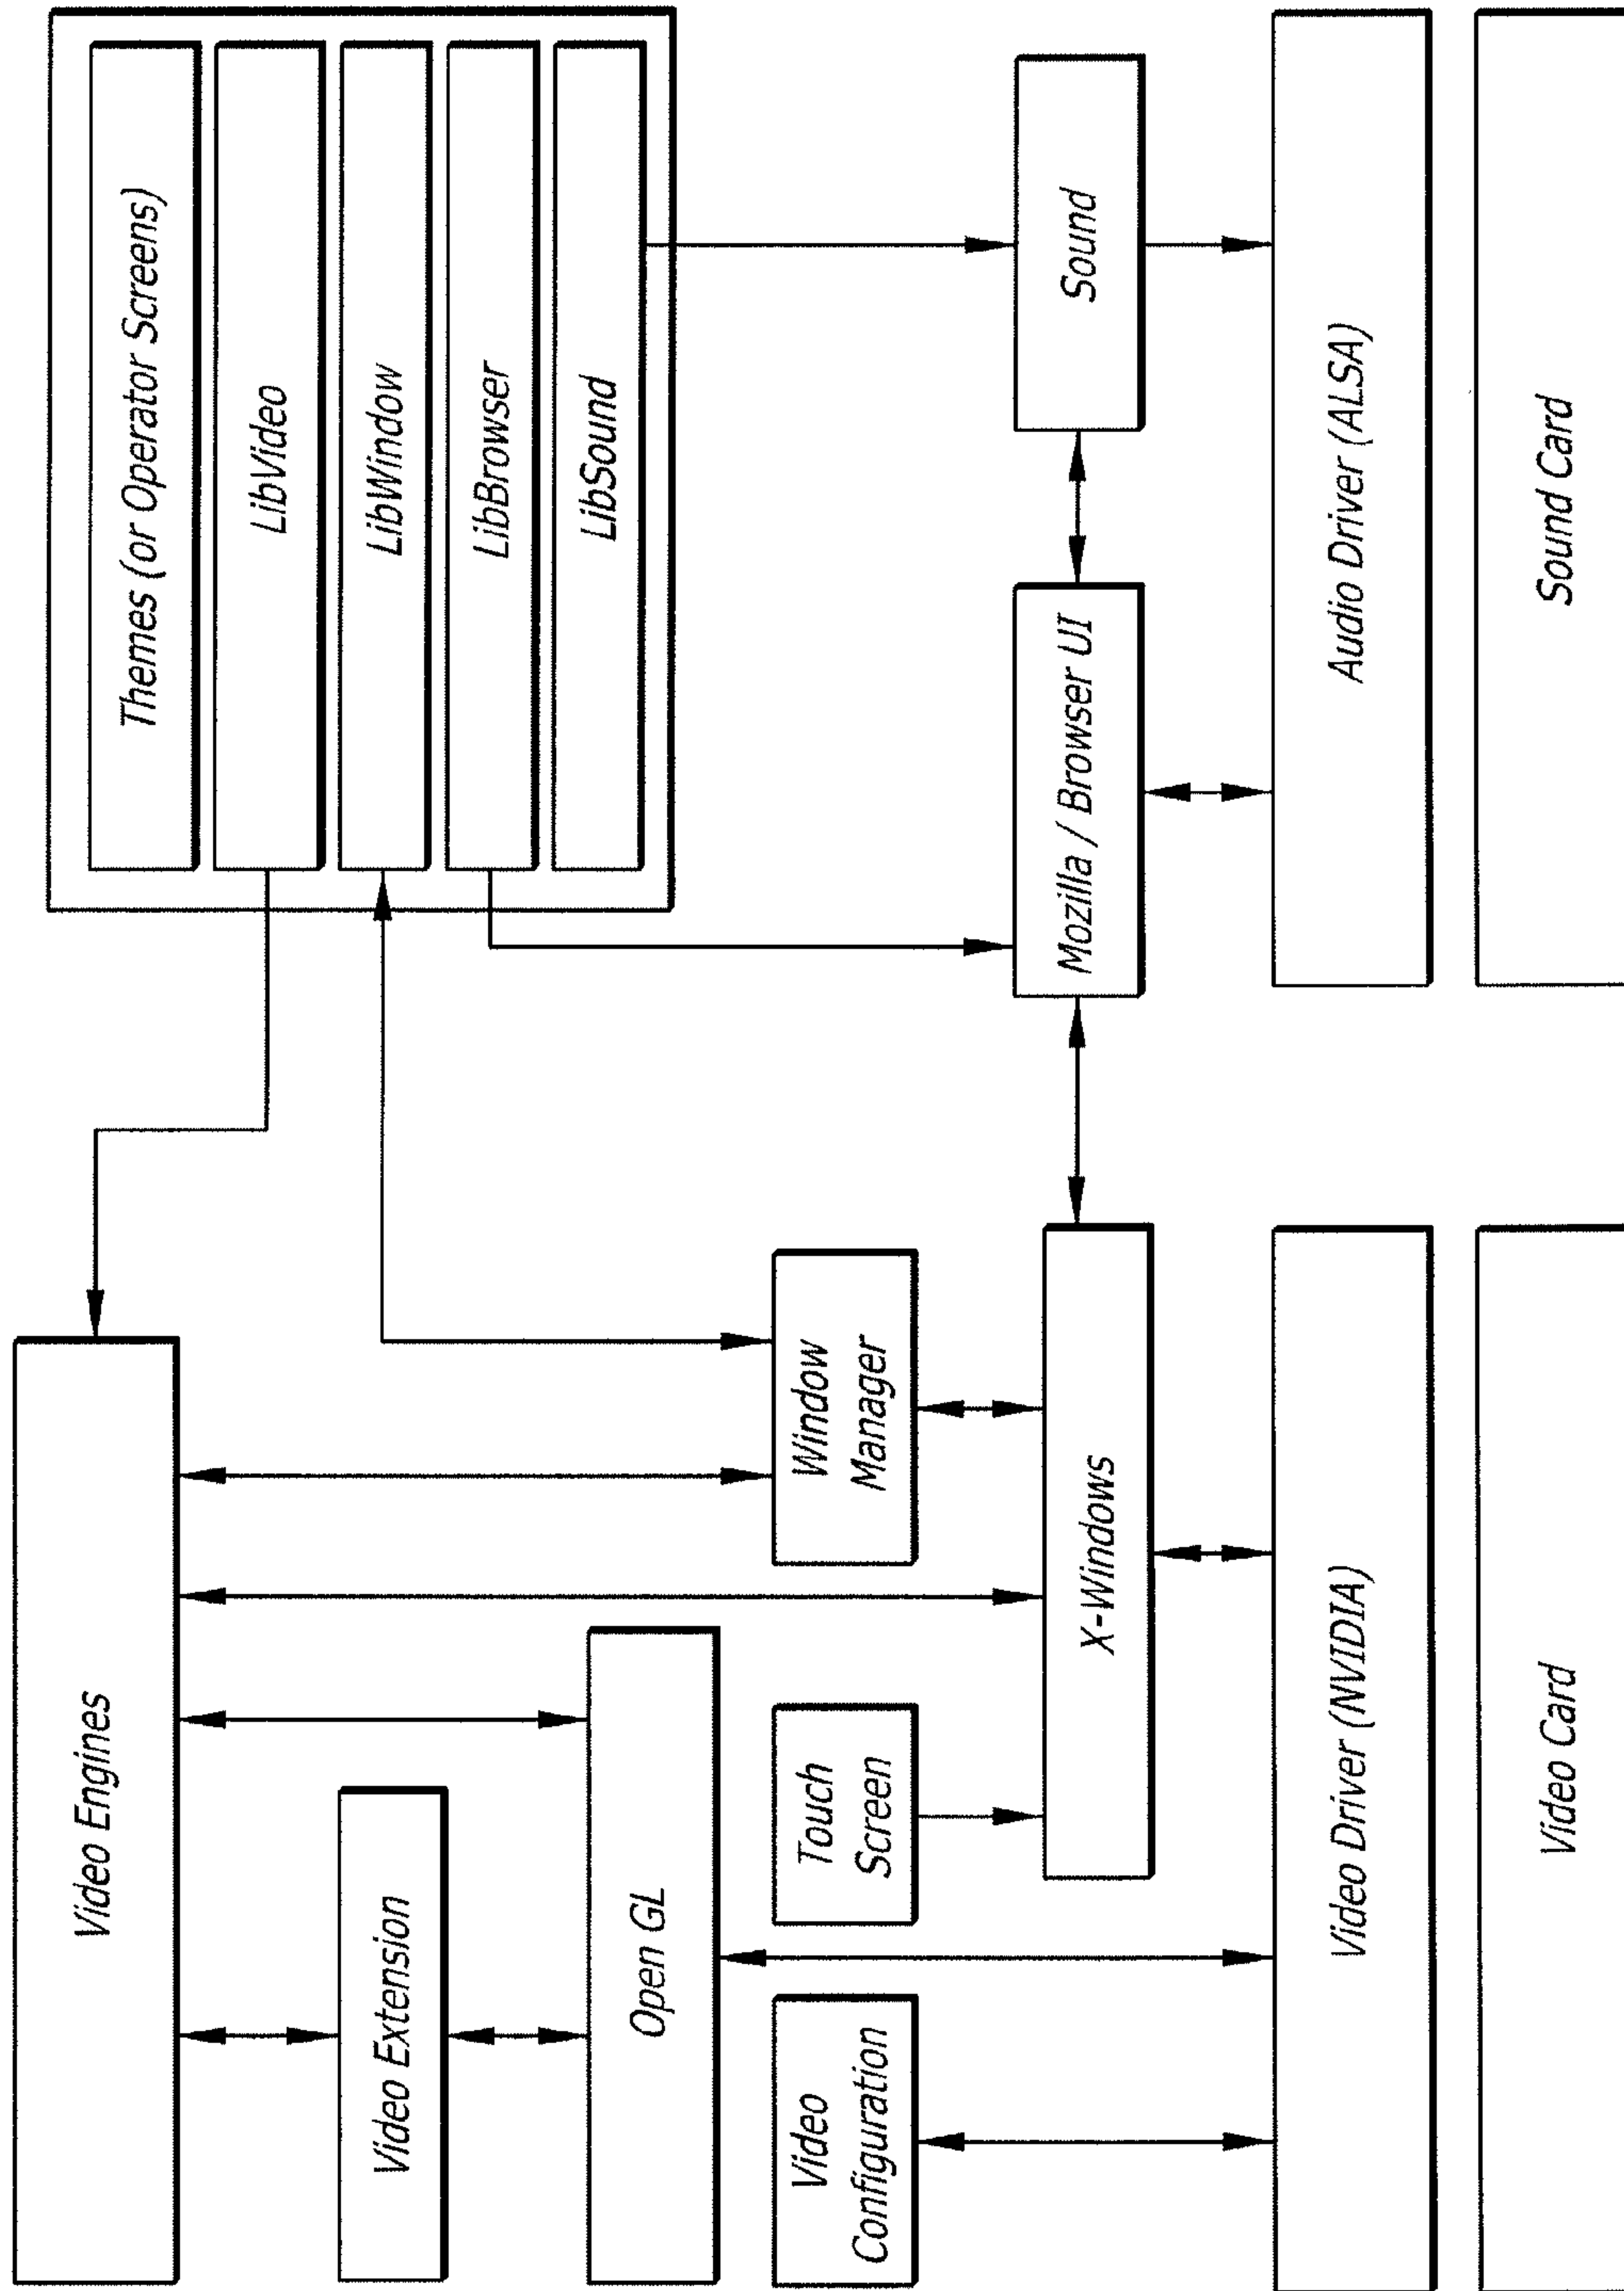 Video Engines
Themes (or Operator Screens)
LibVideo
LibWindow
LibBrowser
LibSound
Video Extension
Open GL
Video
Configuration
Touch
Screen
Window
Manager
X-Windows
Mozilla / Browser UI
Sound
Video Driver (NVIDIA)
Audio Driver (ALSA)
Video Card
Sound Card